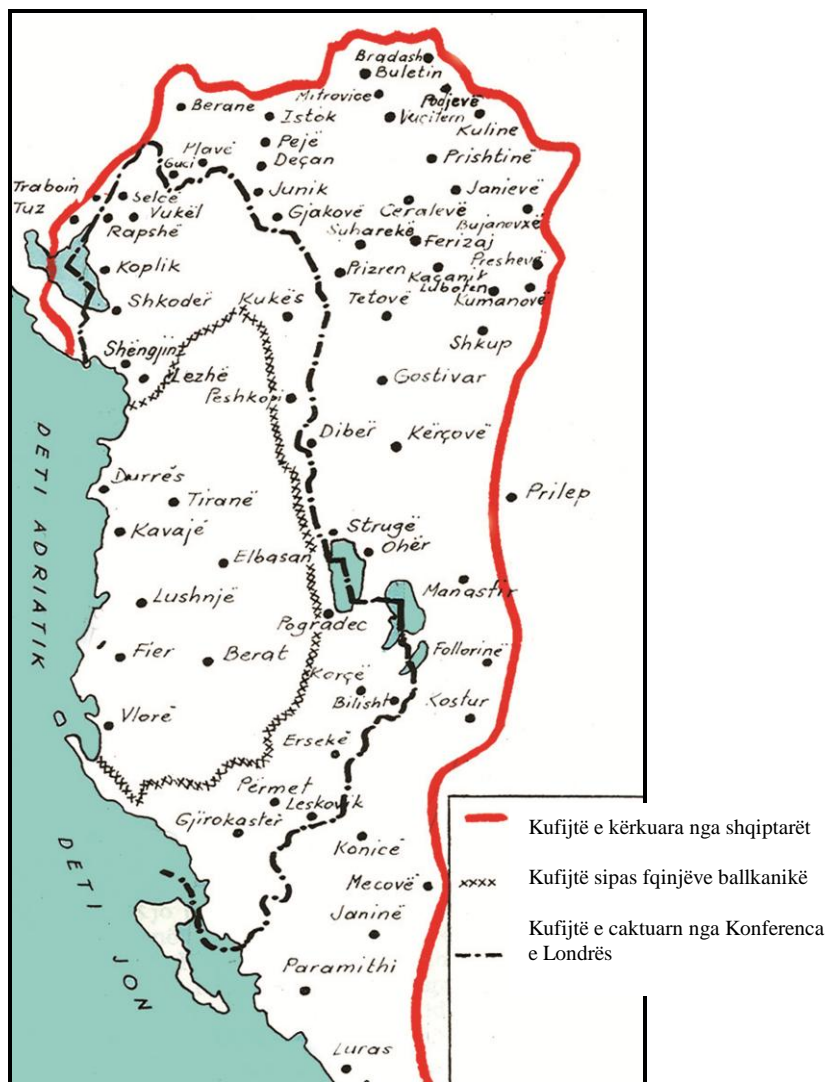 Bradash
Buletin
Mitrovice
Podjevë
Berane
Istok
Vuçitern
Kuline
Plavë
Pejë
Prishtinë
Guci
Deçan
Traboin
Selcë
Junik
Janievë
Tuz
Vukël
Gjakovë
Ceralevë
Rapshë
Bujanovxë
Suharekë
Ferizaj
Koplik
Prizren
Preshevë
Kaçanik
Luboten
Shkodër
Kukës
Tetovë
Kumanovë
Shkup
Shëngjin
Lezhë
Gostivar
Peshkopi
DETI ADRIATIK
Dibër
Kërçovë
Durrës
Tiranë
Prilep
Kavajë
Strugë
Ohër
Elbasan
Manastir
Lushnjë
Pogradec
Fier
Berat
Follorinë
Korçë
Bilisht
Vlorë
Kostur
Ersekë
Përmet
Leskovik
Gjirokastër
Konicë
DETI JON
Mecovë
Janinë
Paramithi
Luras
Kufijtë e kërkuara nga shqiptarët
Kufijtë sipas fqinjëve ballkanikë
Kufijtë e caktuarn nga Konferenca
e Londrës